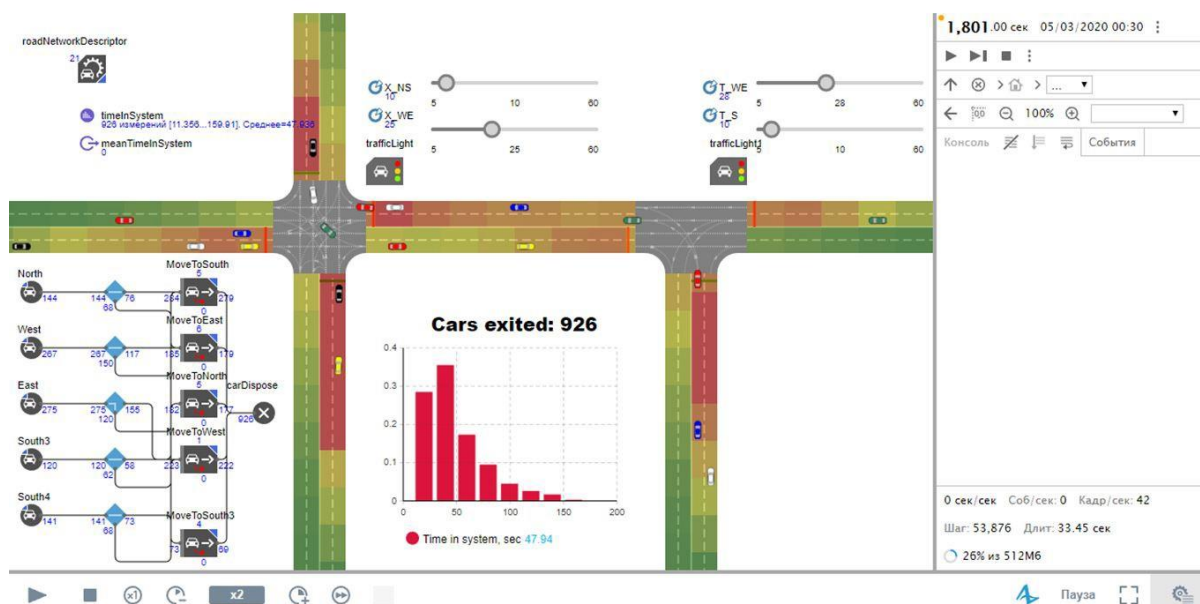 roadNetworkDescriptor
21
timeInSystem
926 измерений [11.356...159.91]. Среднее=47.936
meanTimeInSystem
0
X_NS
10
5 10 60
X_WE
25
5 25 60
trafficLight
T_WE
28
5 28 60
T_S
10
5 10 60
trafficLight1
North
144
144 76
68
West
267
267 117
150
East
275
275 155
120
South3
120
120 58
62
South4
141
141 73
68
MoveToSouth
5
284 279
0
MoveToEast
6
185 179
0
MoveToNorth
5
182 177
0
MoveToWest
1
223 222
0
MoveToSouth3
4
73 69
0
carDispose
926
Cars exited: 926
0.4
0.3
0.2
0.1
0
0 50 100 150 200
Time in system, sec 47.94
1,801.00 сек 05/03/2020 00:30
...
100%
Консоль
События
0 сек/сек Соб/сек: 0 Кадр/сек: 42
Шаг: 53,876 Длит: 33.45 сек
26% из 512М6
x1
x2
Пауза